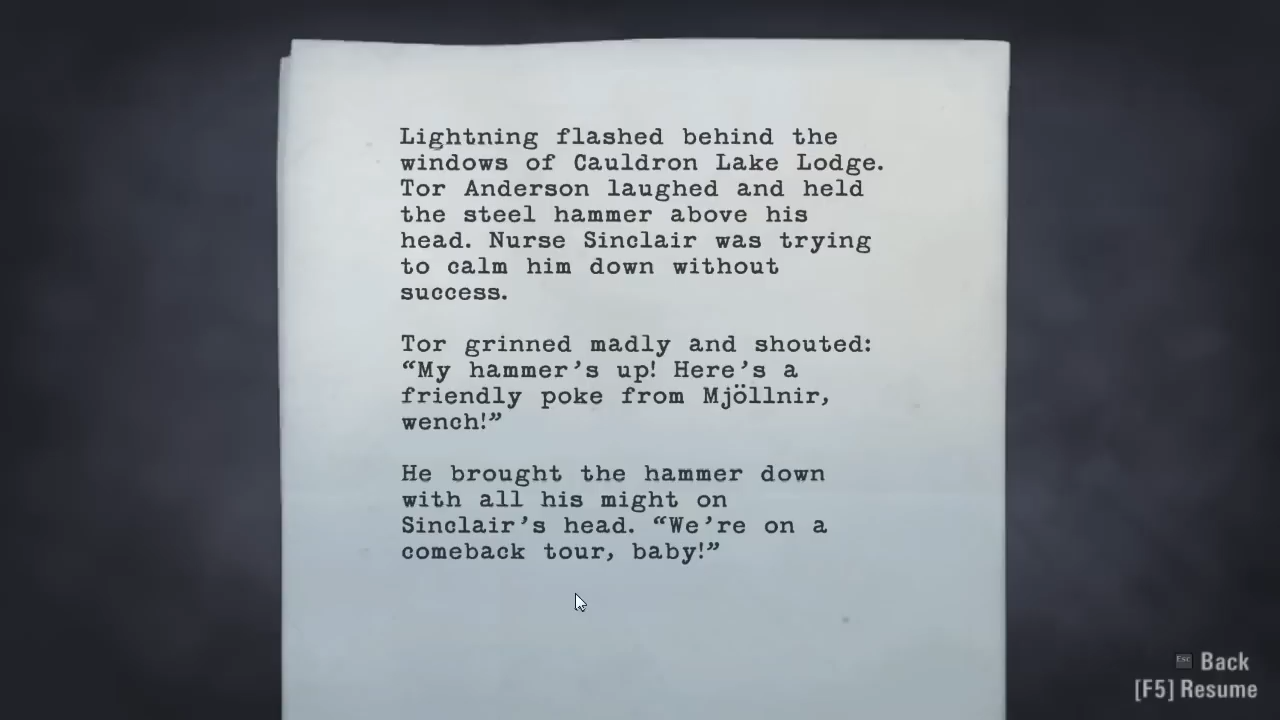 Lightning flashed behind the
windows of Cauldron Lake Lodge.
Tor Anderson laughed and held
the steel hammer above his
head. Nurse Sinclair was trying
to calm him down without
success.
Tor grinned madly and shouted:
“My hammer’s up! Here’s a
friendly poke from Mjöllnir,
wench!”
He brought the hammer down
with all his might on
Sinclair’s head. “We’re on a
comeback tour, baby!”
Esc Back
[F5] Resume